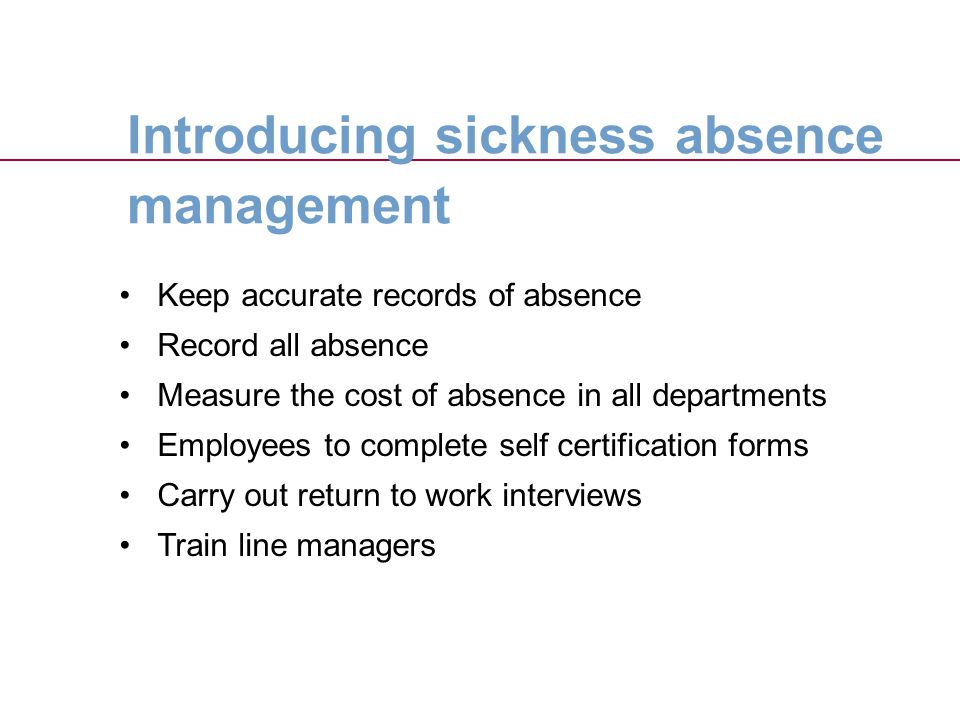 Introducing sickness absence
management
• Keep accurate records of absence
• Record all absence
• Measure the cost of absence in all departments
• Employees to complete self certification forms
• Carry out return to work interviews
• Train line managers